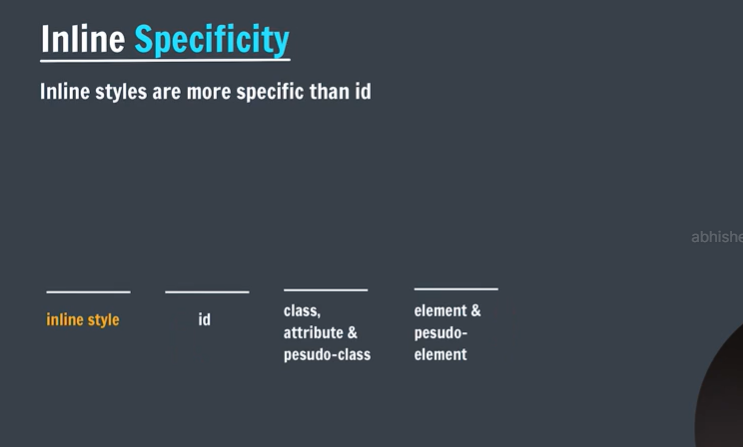 Inline Specificity
Inline styles are more specific than id
abhishe
inline style
id
class,
attribute &
pesudo-class
element &
pesudo-
element